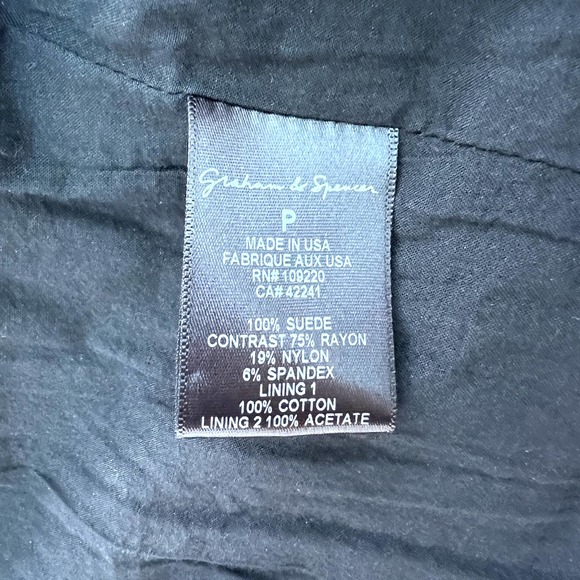 Graham & Spencer
P
MADE IN USA
FABRIQUE AUX USA
RN# 109220
CA# 42241
100% SUEDE
CONTRAST 75% RAYON
19% NYLON
6% SPANDEX
LINING 1
100% COTTON
LINING 2 100% ACETATE